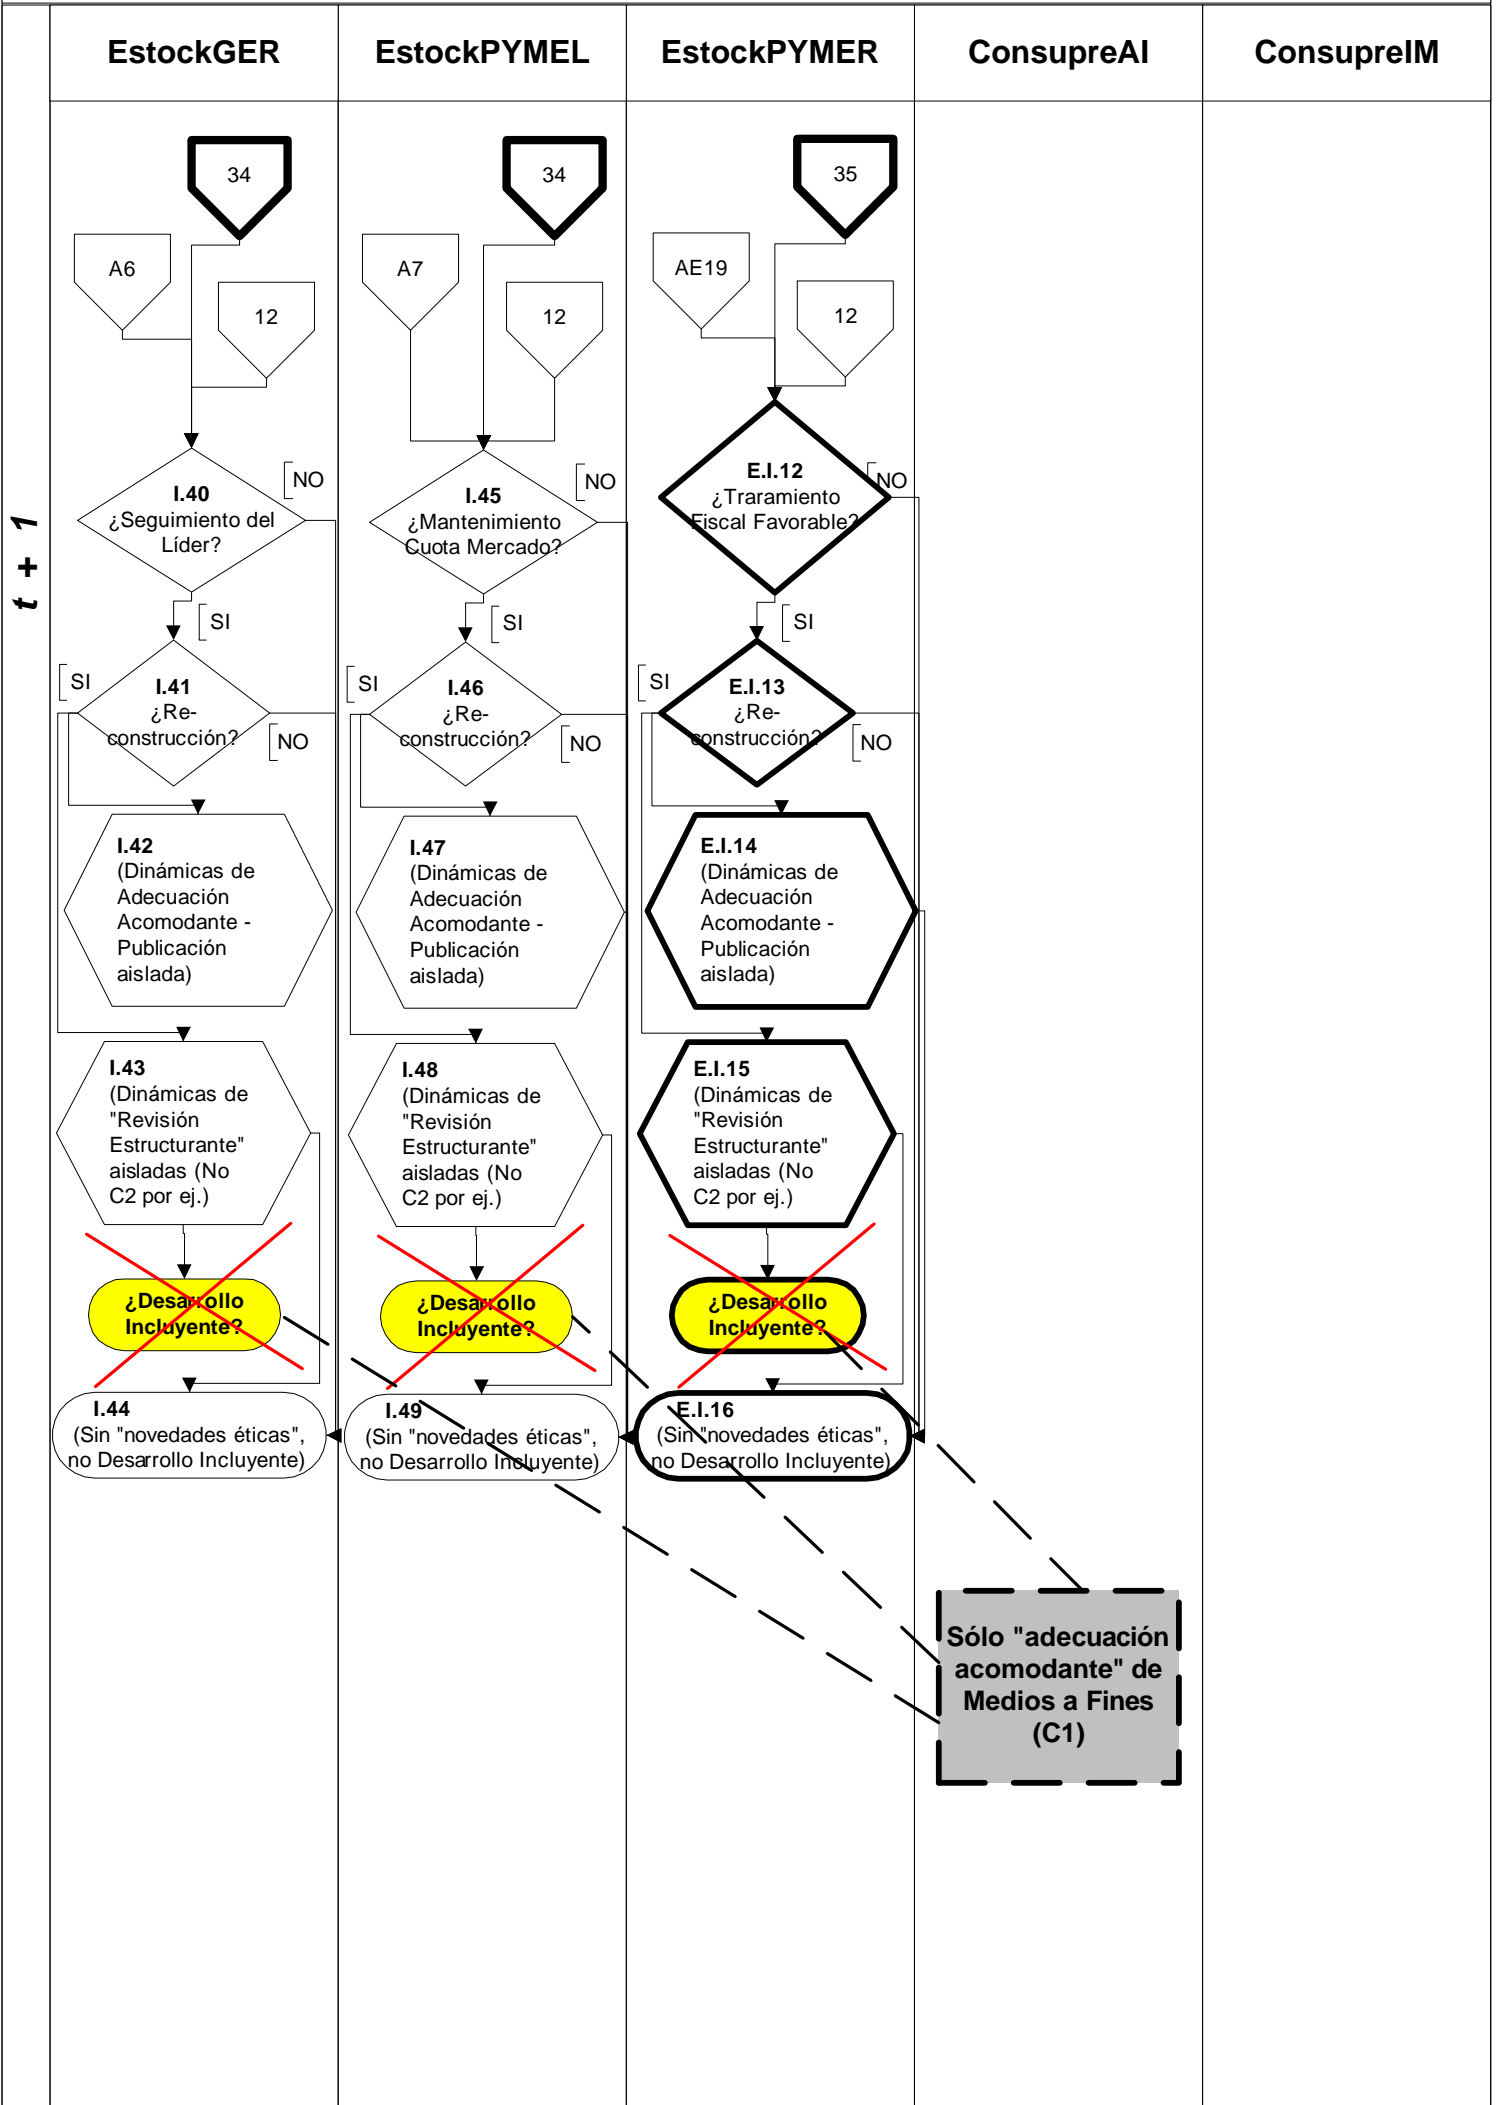 EstockGER
EstockPYMEL
EstockPYMER
ConsupreAI
ConsupreIM
t + 1
34
A6
12
I.40
¿Seguimiento del
Líder?
NO
SI
I.41
¿Re-
construcción?
SI
NO
I.42
(Dinámicas de
Adecuación
Acomodante -
Publicación
aislada)
I.43
(Dinámicas de
"Revisión
Estructurante"
aisladas (No
C2 por ej.)
¿Desarrollo
Incluyente?
I.44
(Sin "novedades éticas",
no Desarrollo Incluyente)
34
A7
12
I.45
¿Mantenimiento
Cuota Mercado?
NO
SI
I.46
¿Re-
construcción?
SI
NO
I.47
(Dinámicas de
Adecuación
Acomodante -
Publicación
aislada)
I.48
(Dinámicas de
"Revisión
Estructurante"
aisladas (No
C2 por ej.)
¿Desarrollo
Incluyente?
I.49
(Sin "novedades éticas",
no Desarrollo Incluyente)
35
AE19
12
E.I.12
¿Traramiento
Fiscal Favorable?
NO
SI
E.I.13
¿Re-
construcción?
SI
NO
E.I.14
(Dinámicas de
Adecuación
Acomodante -
Publicación
aislada)
E.I.15
(Dinámicas de
"Revisión
Estructurante"
aisladas (No
C2 por ej.)
¿Desarrollo
Incluyente?
E.I.16
(Sin "novedades éticas",
no Desarrollo Incluyente)
Sólo "adecuación
acomodante" de
Medios a Fines
(C1)